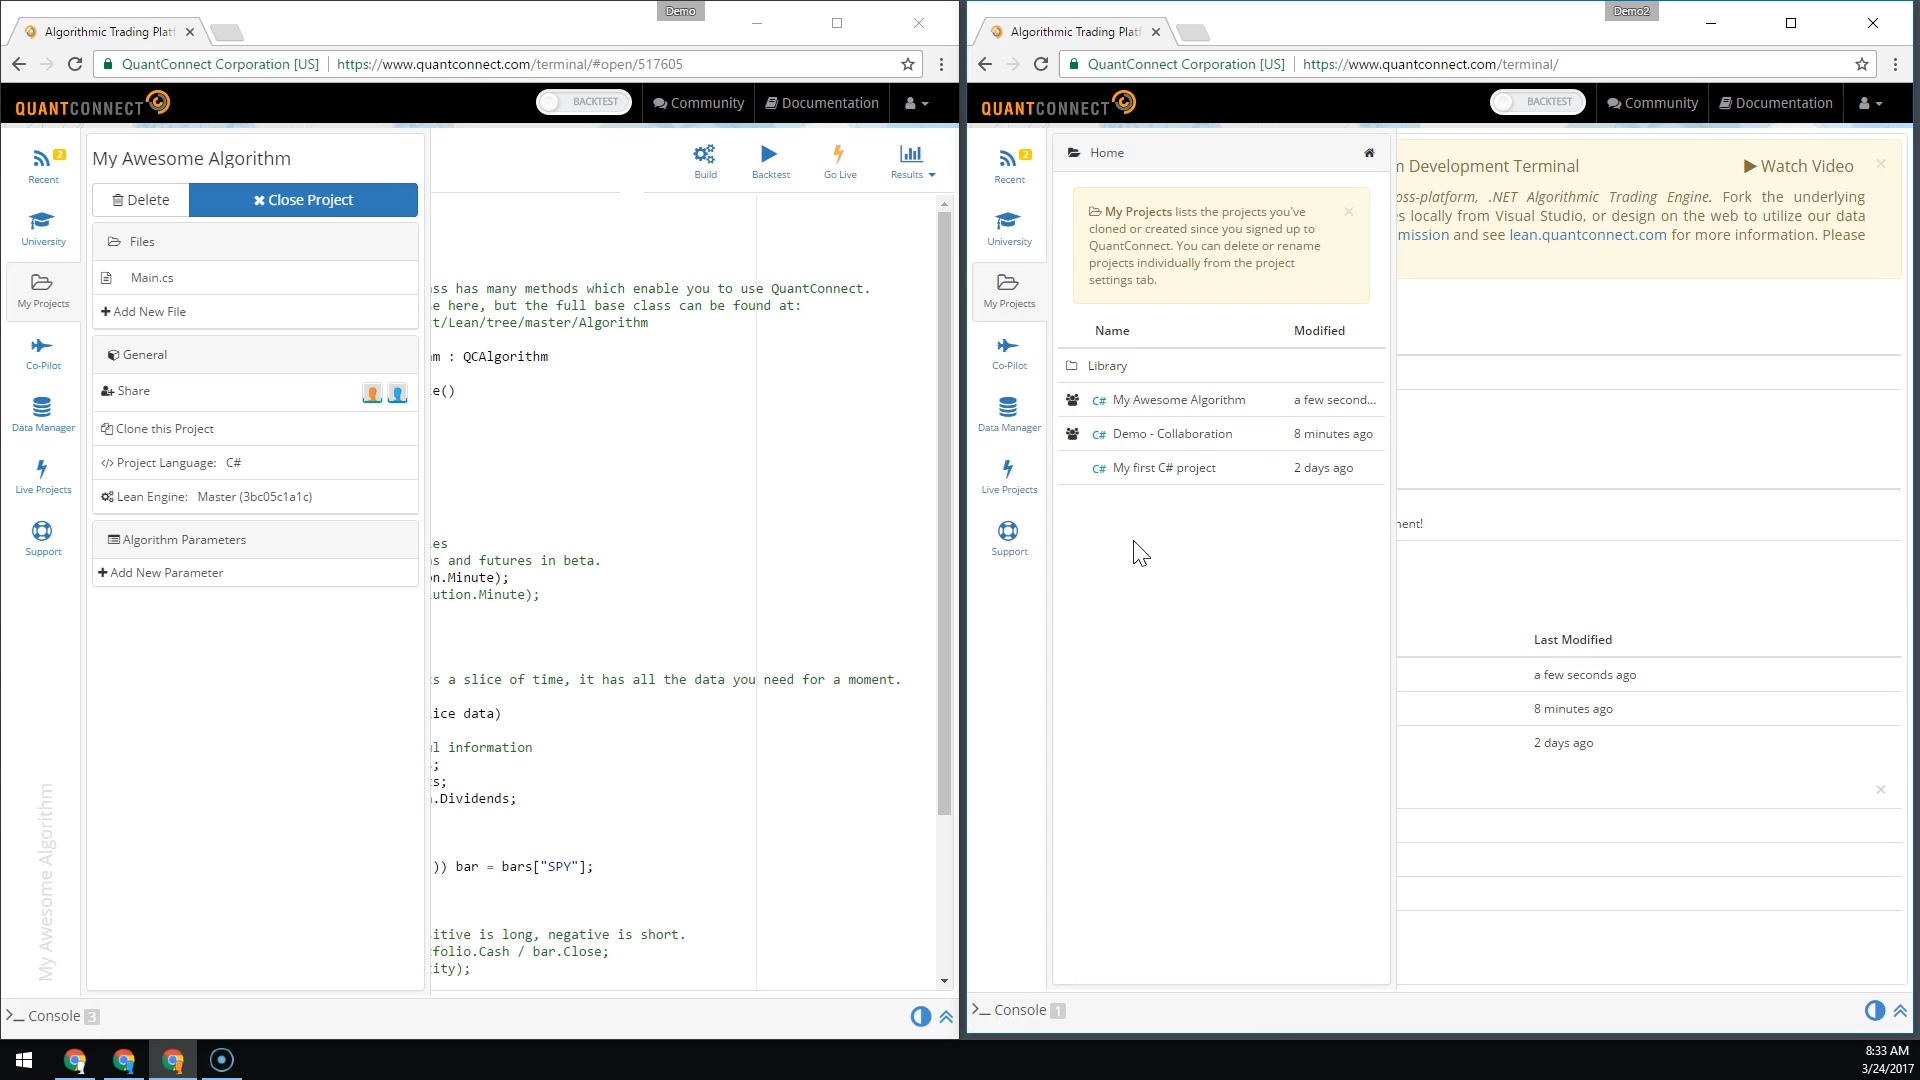 Demo
Algorithmic Trading Platf
QuantConnect Corporation [US]
https://www.quantconnect.com/terminal/#open/517605
QUANTCONNECT
BACKTEST
Community
Documentation
2
Recent
University
My Projects
Co-Pilot
Data Manager
Live Projects
Support
My Awesome Algorithm
My Awesome Algorithm
Delete
Close Project
Files
Main.cs
Add New File
General
Share
Clone this Project
Project Language: C#
Lean Engine: Master (3bc05c1a1c)
Algorithm Parameters
Add New Parameter
Build
Backtest
Go Live
Results
ass has many methods which enable you to use QuantConnect.
e here, but the full base class can be found at:
ct/Lean/tree/master/Algorithm
m : QCAlgorithm
e()
es
s and futures in beta.
n.Minute);
ution.Minute);
s a slice of time, it has all the data you need for a moment.
ice data)
l information
;
s;
.Dividends;
)) bar = bars["SPY"];
itive is long, negative is short.
folio.Cash / bar.Close;
ity);
Console 3
Demo2
Algorithmic Trading Platf
QuantConnect Corporation [US]
https://www.quantconnect.com/terminal/
QUANTCONNECT
BACKTEST
Community
Documentation
2
Recent
University
My Projects
Co-Pilot
Data Manager
Live Projects
Support
Home
My Projects lists the projects you've
cloned or created since you signed up to
QuantConnect. You can delete or rename
projects individually from the project
settings tab.
Name Modified
Library
C# My Awesome Algorithm a few second...
C# Demo - Collaboration 8 minutes ago
C# My first C# project 2 days ago
n Development Terminal
Watch Video
oss-platform, .NET Algorithmic Trading Engine. Fork the underlying
s locally from Visual Studio, or design on the web to utilize our data
mission and see lean.quantconnect.com for more information. Please
nent!
Last Modified
a few seconds ago
8 minutes ago
2 days ago
Console 1
8:33 AM
3/24/2017